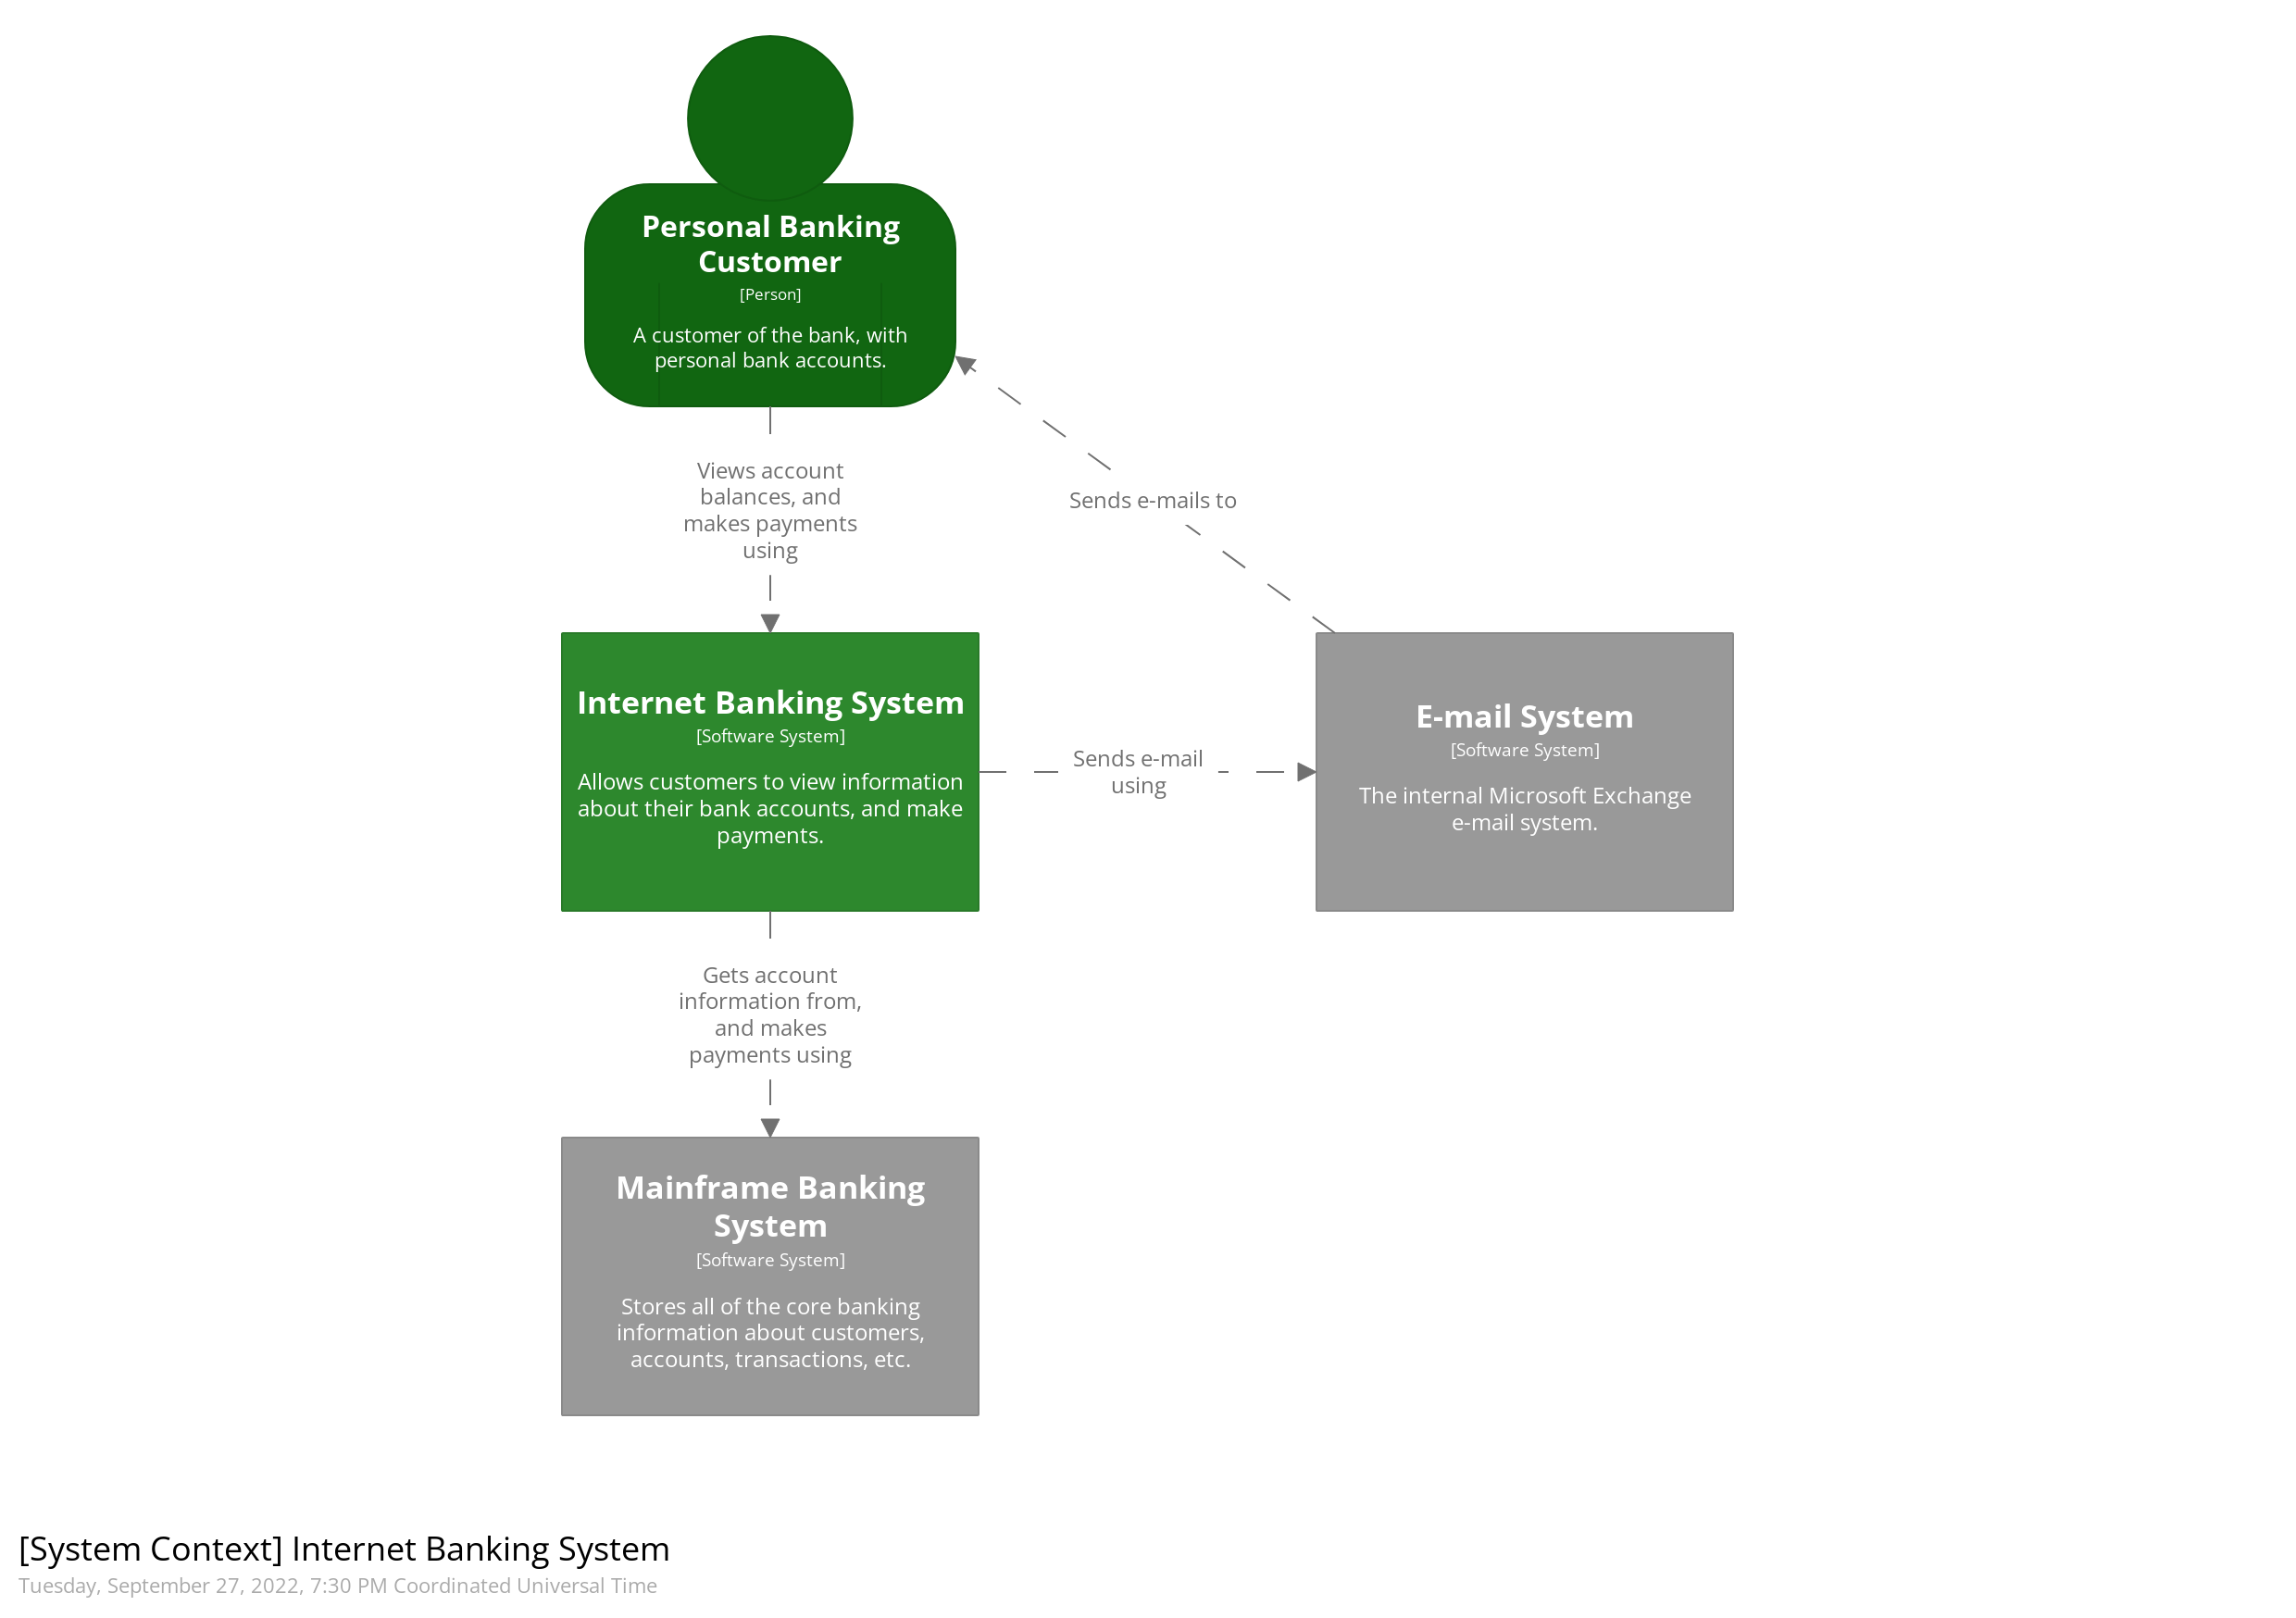 Personal Banking
Customer
[Person]
A customer of the bank, with
personal bank accounts.
Views account
balances, and
makes payments
using
Sends e-mails to
Internet Banking System
[Software System]
Allows customers to view information
about their bank accounts, and make
payments.
Sends e-mail
using
E-mail System
[Software System]
The internal Microsoft Exchange
e-mail system.
Gets account
information from,
and makes
payments using
Mainframe Banking
System
[Software System]
Stores all of the core banking
information about customers,
accounts, transactions, etc.
[System Context] Internet Banking System
Tuesday, September 27, 2022, 7:30 PM Coordinated Universal Time